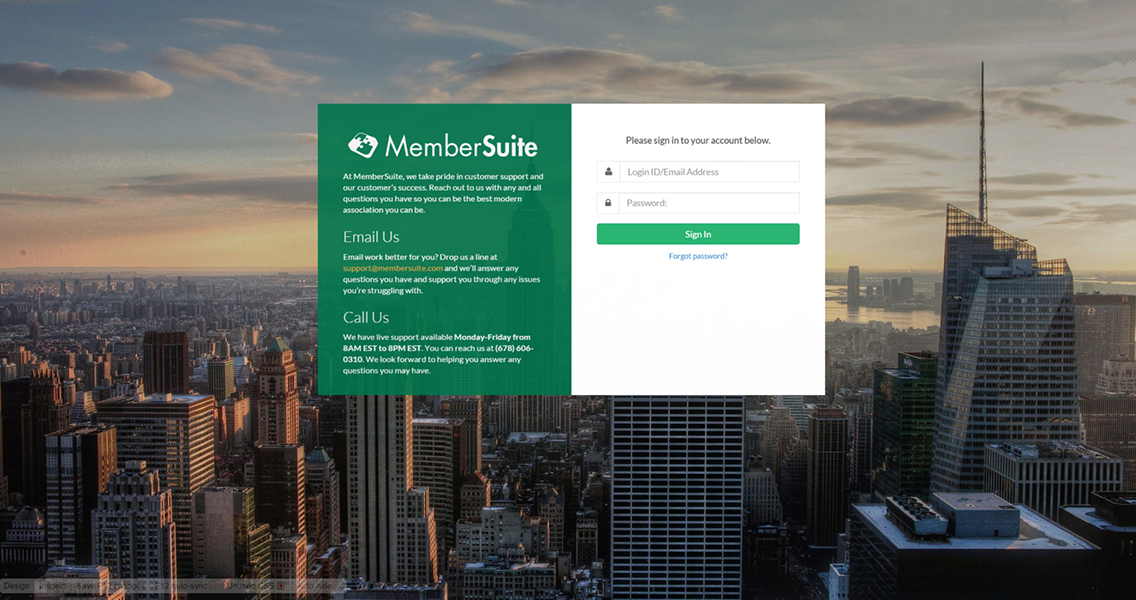 MemberSuite
At MemberSuite, we take pride in customer support and
our customer's success. Reach out to us with any and all
questions you have so you can be the best modern
association you can be.
Email Us
Email work better for you? Drop us a line at
support@membersuite.com and we'll answer any
questions you have and support you through any issues
you're struggling with.
Call Us
We have live support available Monday-Friday from
8AM EST to 8PM EST. You can reach us at (678) 606-
0310. We look forward to helping you answer any
questions you may have.
Please sign in to your account below.
Login ID/Email Address
Password:
Sign In
Forgot password?
Design